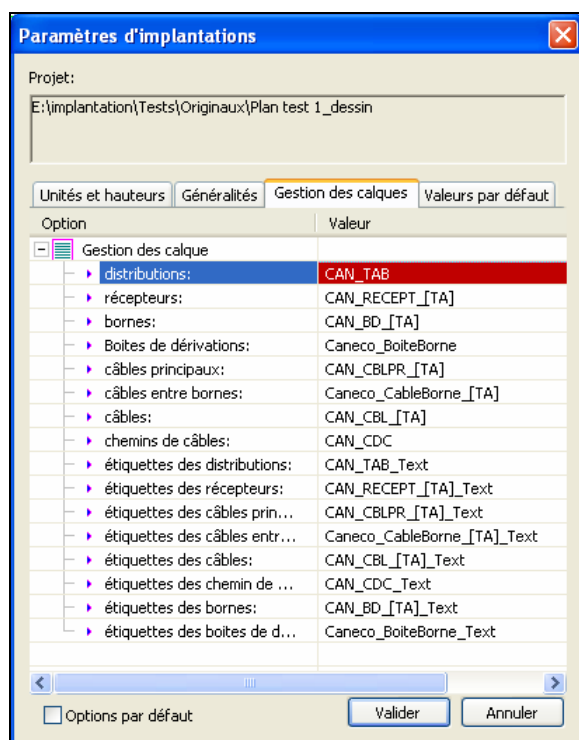 Paramètres d'implantations
Projet:
E:\implantation\Tests\Originaux\Plan test 1_dessin
Unités et hauteurs Généralités Gestion des calques Valeurs par défaut
Option Valeur
Gestion des calque
distributions: CAN_TAB
récepteurs: CAN_RECEPT_[TA]
bornes: CAN_BD_[TA]
Boites de dérivations: Caneco_BoiteBorne
câbles principaux: CAN_CBLPR_[TA]
câbles entre bornes: Caneco_CableBorne_[TA]
câbles: CAN_CBL_[TA]
chemins de câbles: CAN_CDC
étiquettes des distributions: CAN_TAB_Text
étiquettes des récepteurs: CAN_RECEPT_[TA]_Text
étiquettes des câbles prin... CAN_CBLPR_[TA]_Text
étiquettes des câbles entr... Caneco_CableBorne_[TA]_Text
étiquettes des câbles: CAN_CBL_[TA]_Text
étiquettes des chemin de ... CAN_CDC_Text
étiquettes des bornes: CAN_BD_[TA]_Text
étiquettes des boites de d... Caneco_BoiteBorne_Text
Options par défaut Valider Annuler